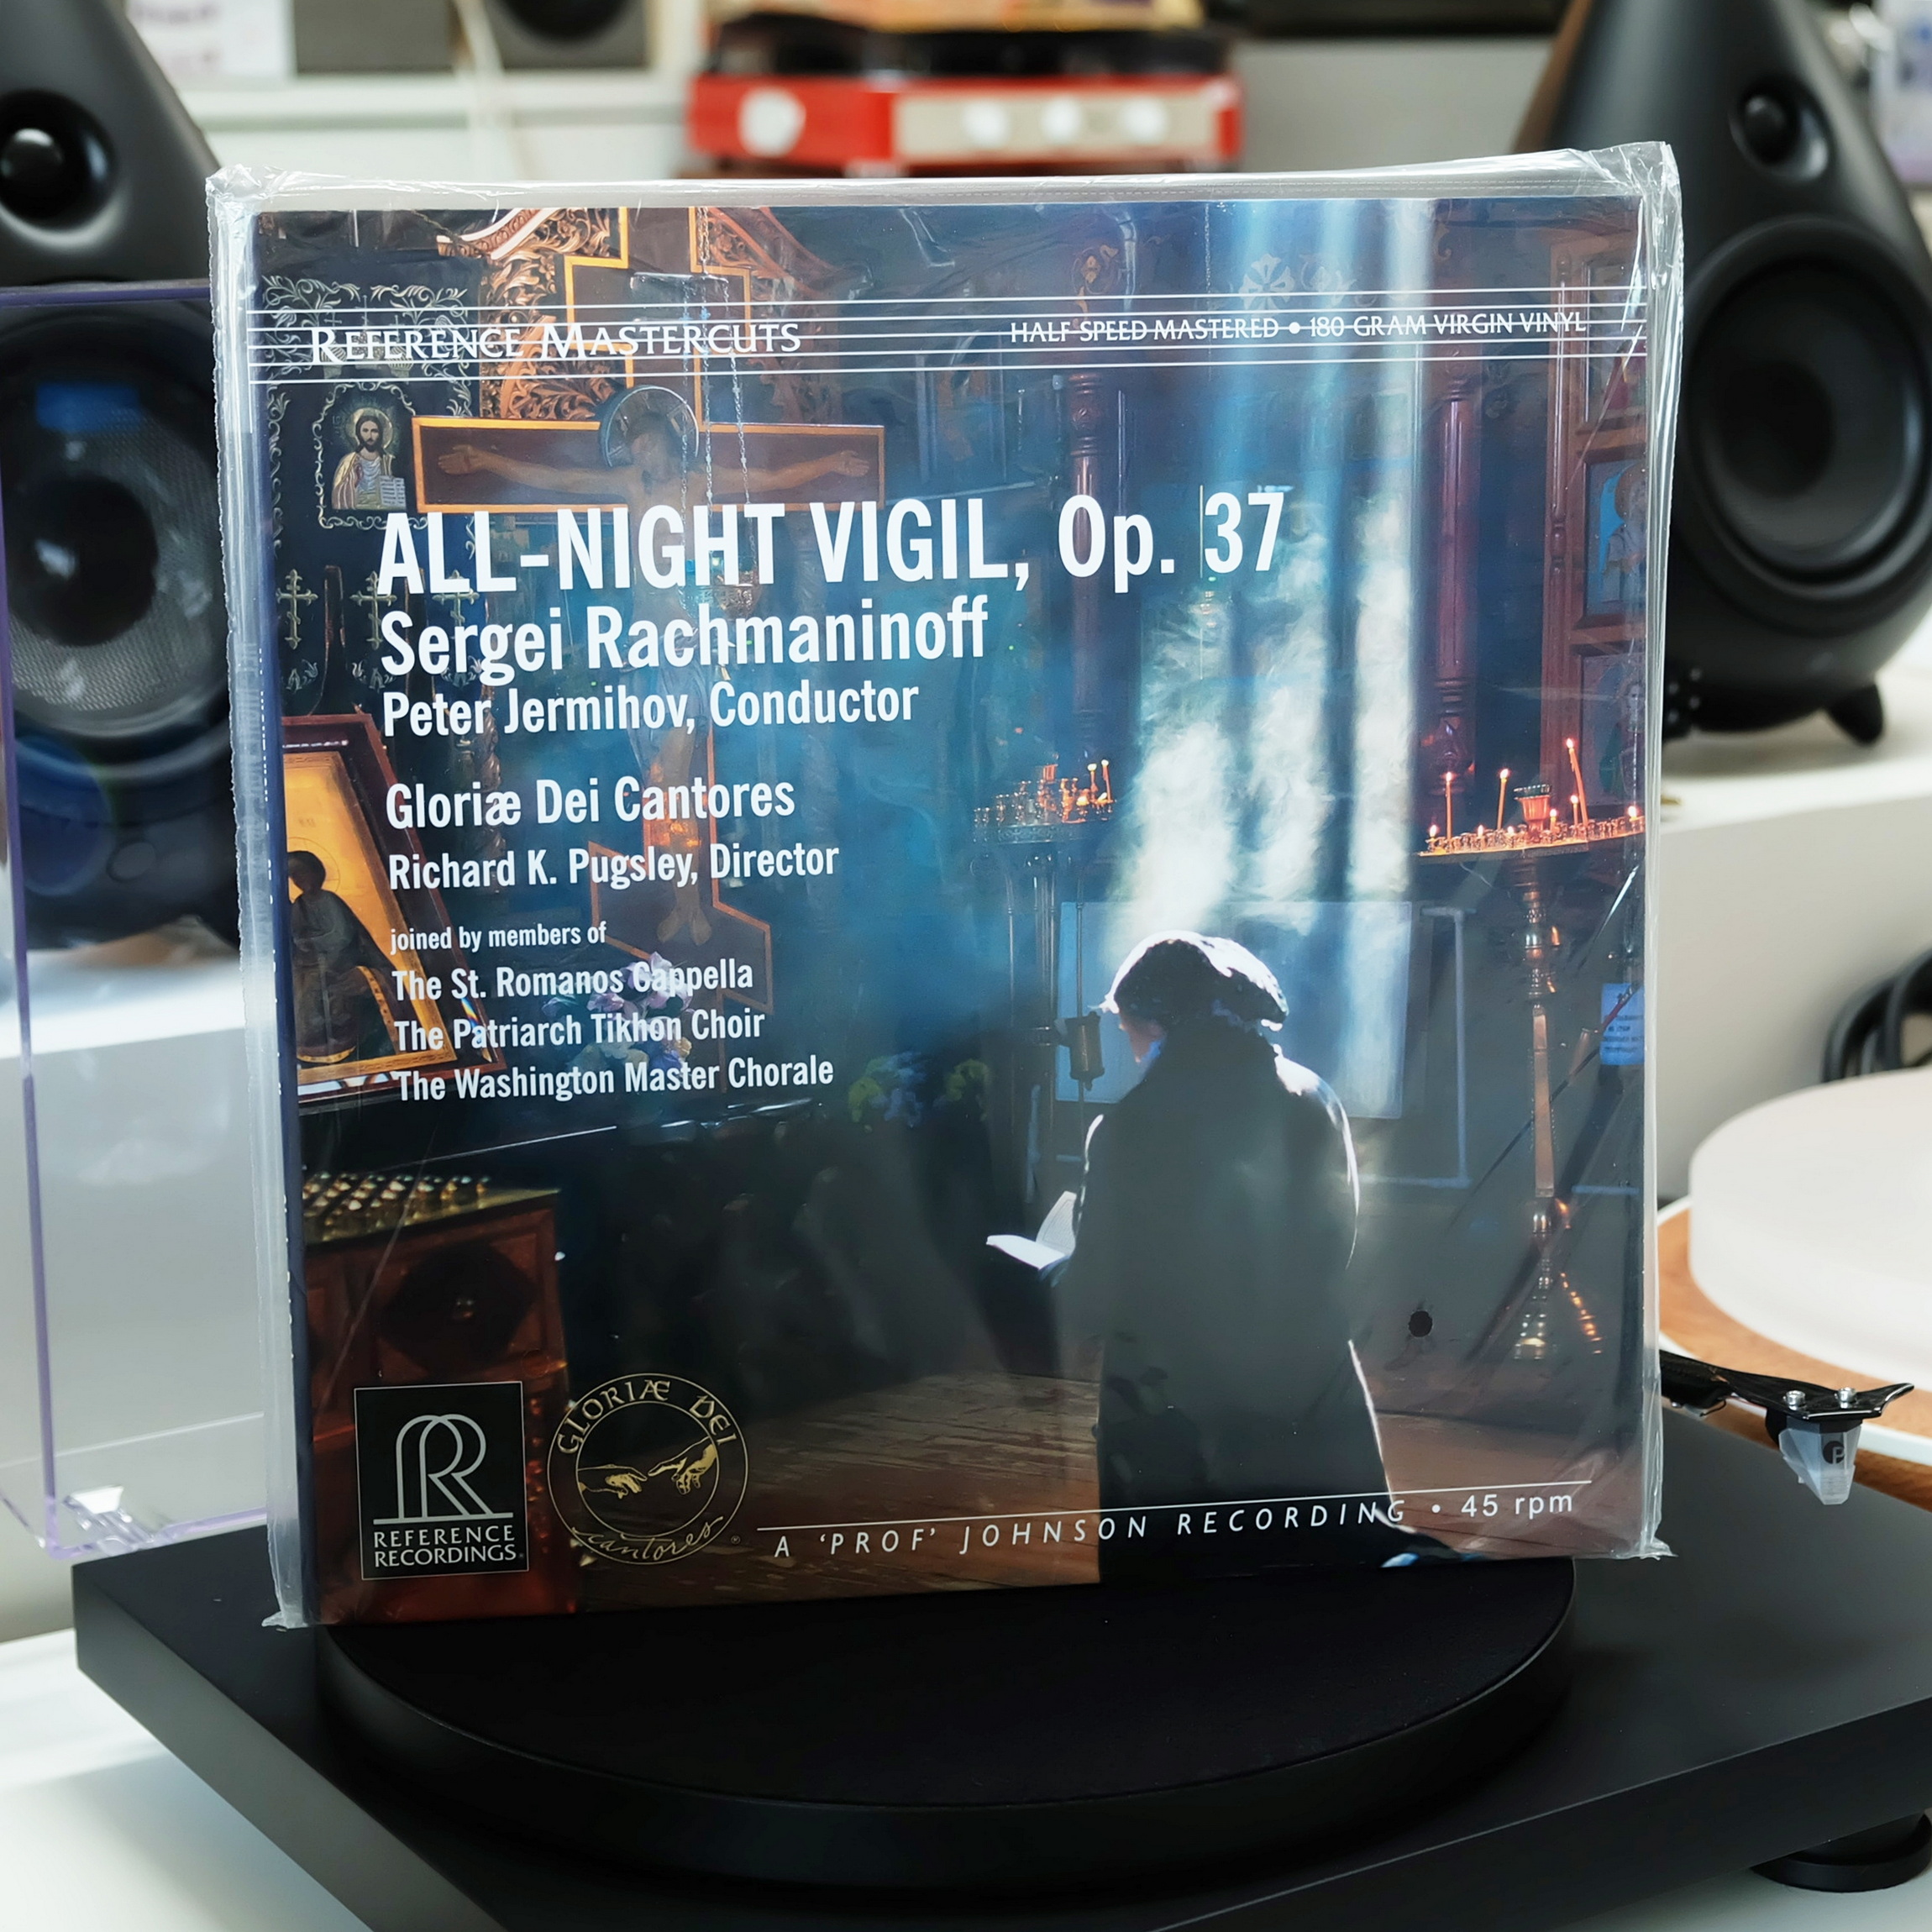 REFERENCE MASTERCUTS
HALF SPEED MASTERED • 180 GRAM VIRGIN VINYL
ALL-NIGHT VIGIL, Op. 37
Sergei Rachmaninoff
Peter Jermihov, Conductor
Gloriæ Dei Cantores
Richard K. Pugsley, Director
joined by members of
The St. Romanos Cappella
The Patriarch Tikhon Choir
The Washington Master Chorale
RR
REFERENCE
RECORDINGS®
GLORIÆ DEI
cantores®
A ‘PROF’ JOHNSON RECORDING • 45 rpm
P